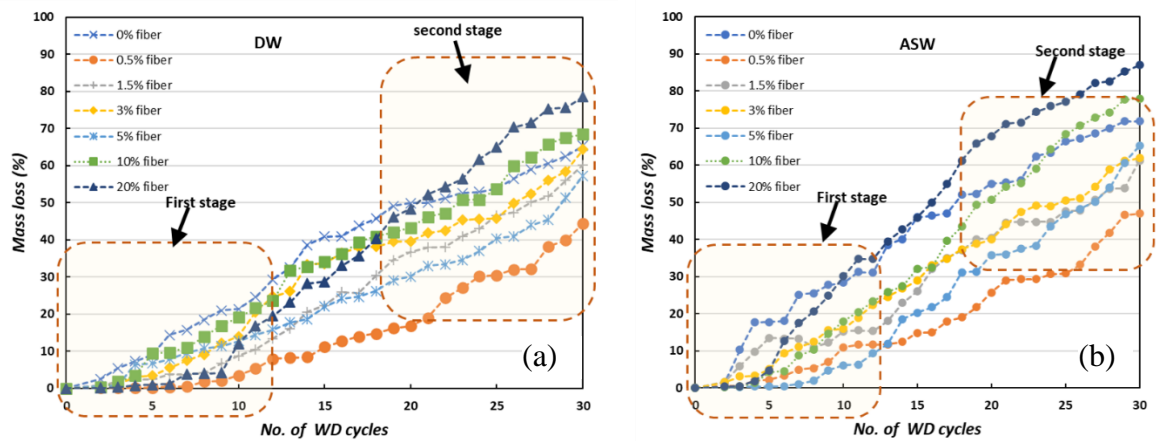 DW
second stage
0% fiber
0.5% fiber
1.5% fiber
3% fiber
5% fiber
10% fiber
20% fiber
First stage
Mass loss (%)
100
90
80
70
60
50
40
30
20
10
0
0 5 10 15 20 25 30
No. of WD cycles
(a)
ASW
Second stage
0% fiber
0.5% fiber
1.5% fiber
3% fiber
5% fiber
10% fiber
20% fiber
First stage
Mass loss (%)
100
90
80
70
60
50
40
30
20
10
0
0 5 10 15 20 25 30
No. of WD cycles
(b)